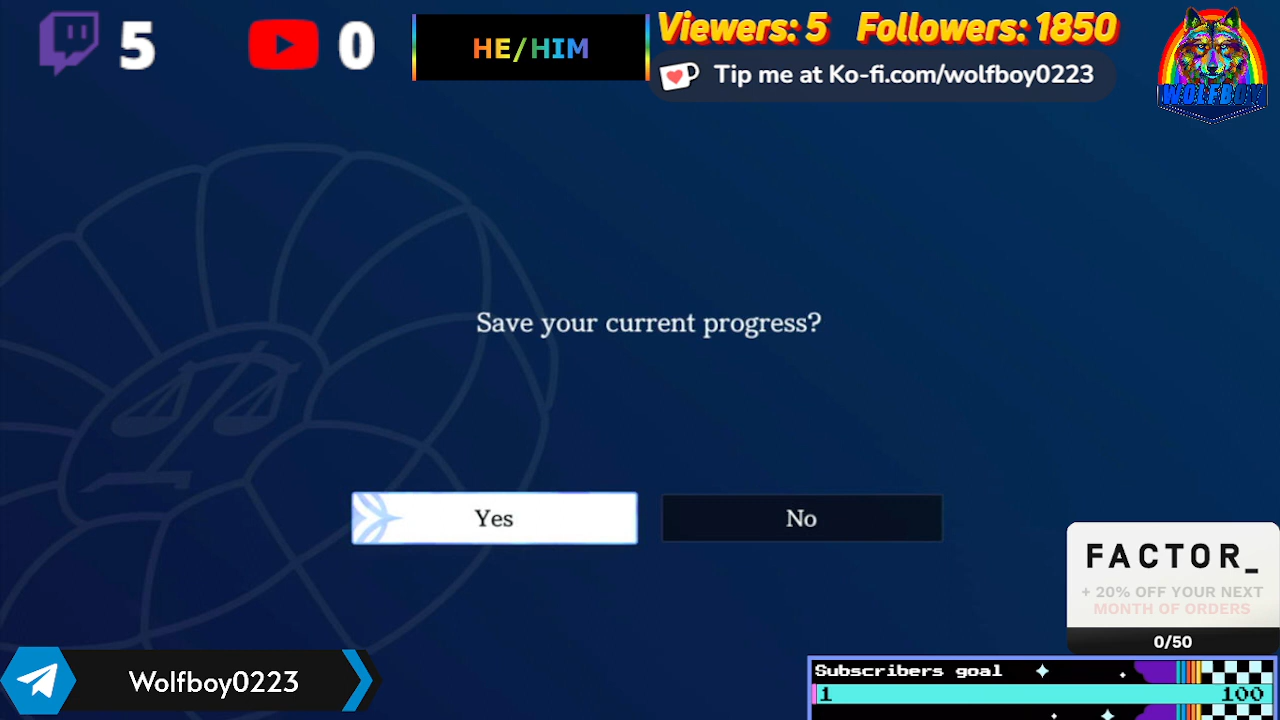 5
0
HE/HIM
Viewers: 5 Followers: 1850
Tip me at Ko-fi.com/wolfboy0223
WOLFBOY
Save your current progress?
Yes
No
FACTOR_
+ 20% OFF YOUR NEXT
MONTH OF ORDERS
0/50
Wolfboy0223
Subscribers goal
1
100